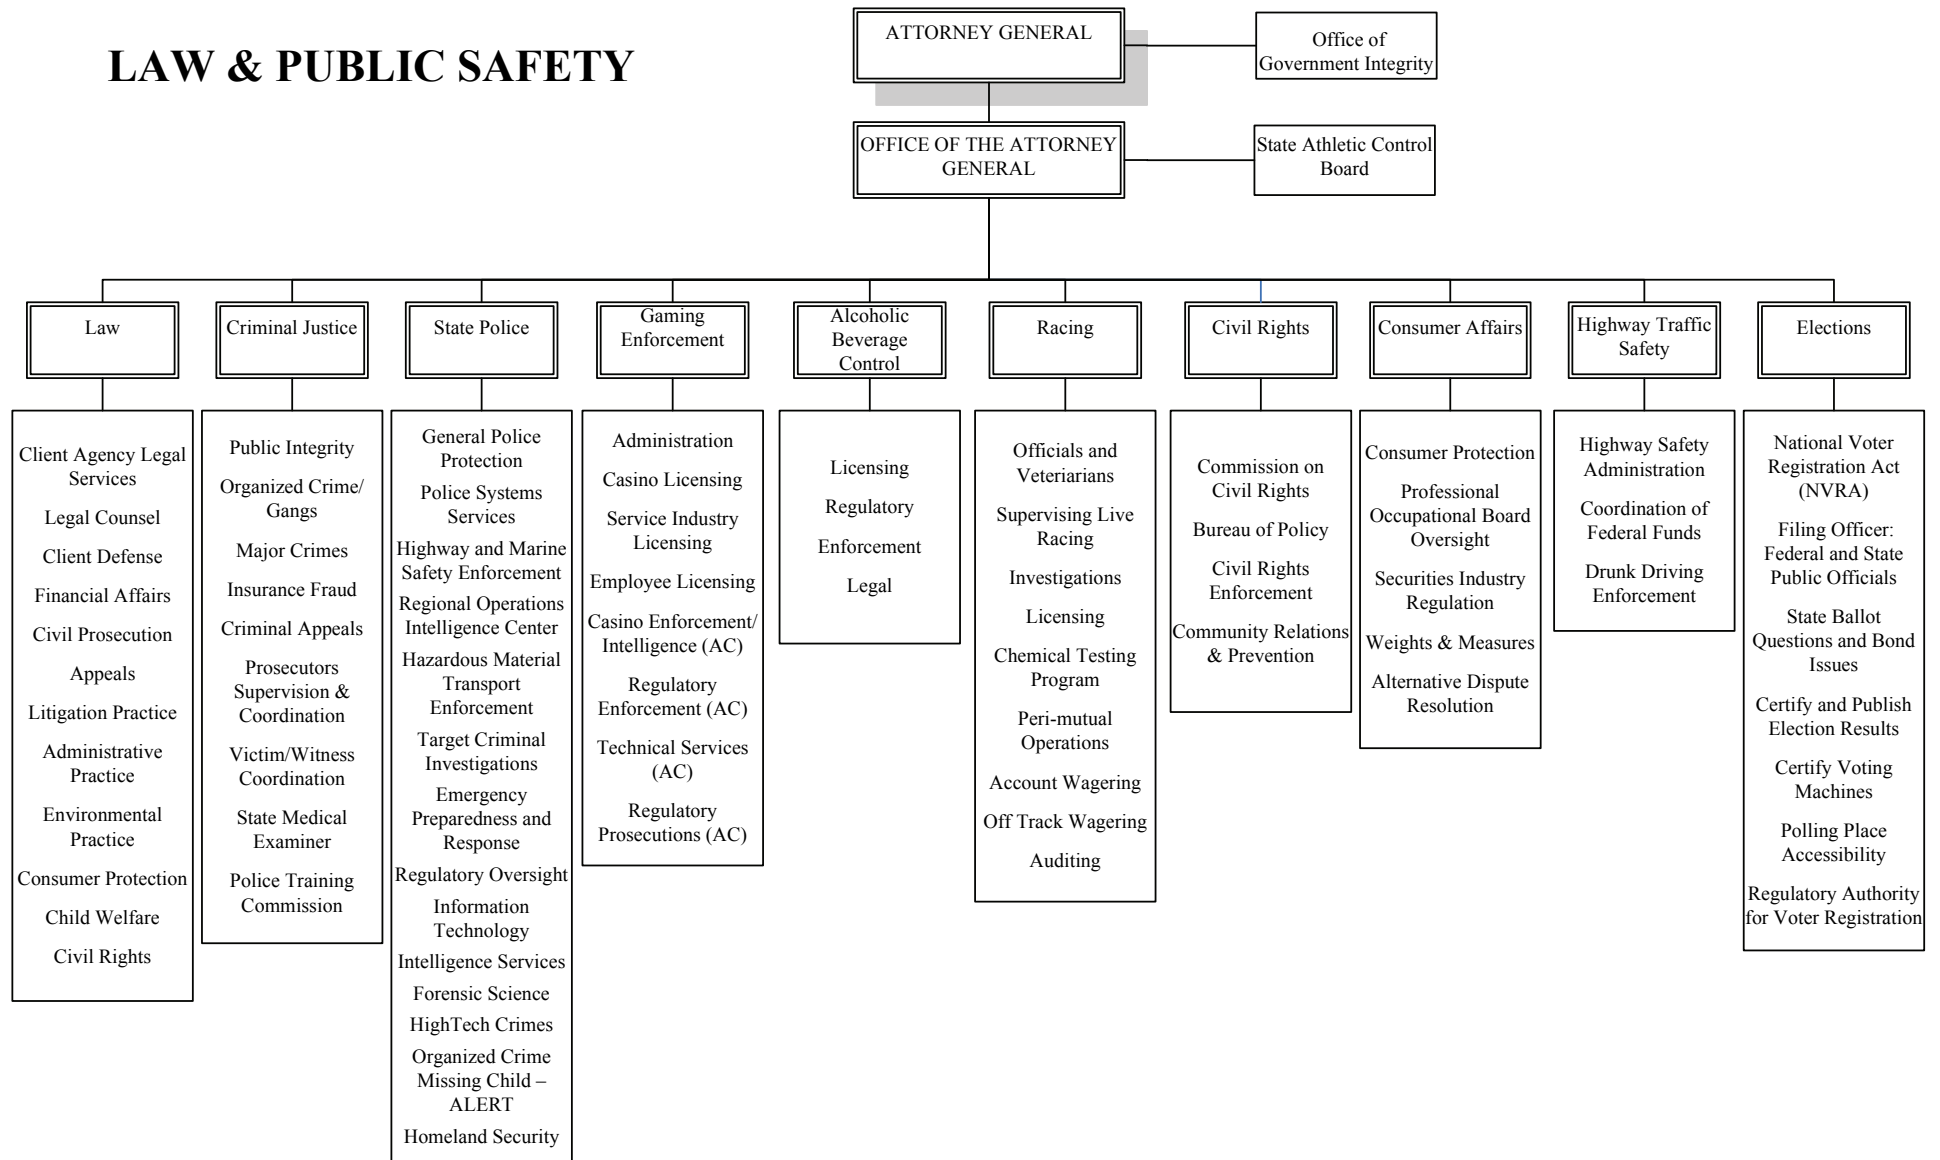 LAW & PUBLIC SAFETY
ATTORNEY GENERAL
Office of
Government Integrity
OFFICE OF THE ATTORNEY
GENERAL
State Athletic Control
Board
Law
Client Agency Legal
Services
Legal Counsel
Client Defense
Financial Affairs
Civil Prosecution
Appeals
Litigation Practice
Administrative
Practice
Environmental
Practice
Consumer Protection
Child Welfare
Civil Rights
Criminal Justice
Public Integrity
Organized Crime/
Gangs
Major Crimes
Insurance Fraud
Criminal Appeals
Prosecutors
Supervision &
Coordination
Victim/Witness
Coordination
State Medical
Examiner
Police Training
Commission
State Police
General Police
Protection
Police Systems
Services
Highway and Marine
Safety Enforcement
Regional Operations
Intelligence Center
Hazardous Material
Transport
Enforcement
Target Criminal
Investigations
Emergency
Preparedness and
Response
Regulatory Oversight
Information
Technology
Intelligence Services
Forensic Science
HighTech Crimes
Organized Crime
Missing Child –
ALERT
Homeland Security
Gaming
Enforcement
Administration
Casino Licensing
Service Industry
Licensing
Employee Licensing
Casino Enforcement/
Intelligence (AC)
Regulatory
Enforcement (AC)
Technical Services
(AC)
Regulatory
Prosecutions (AC)
Alcoholic
Beverage
Control
Licensing
Regulatory
Enforcement
Legal
Racing
Officials and
Veteriarians
Supervising Live
Racing
Investigations
Licensing
Chemical Testing
Program
Peri-mutual
Operations
Account Wagering
Off Track Wagering
Auditing
Civil Rights
Commission on
Civil Rights
Bureau of Policy
Civil Rights
Enforcement
Community Relations
& Prevention
Consumer Affairs
Consumer Protection
Professional
Occupational Board
Oversight
Securities Industry
Regulation
Weights & Measures
Alternative Dispute
Resolution
Highway Traffic
Safety
Highway Safety
Administration
Coordination of
Federal Funds
Drunk Driving
Enforcement
Elections
National Voter
Registration Act
(NVRA)
Filing Officer:
Federal and State
Public Officials
State Ballot
Questions and Bond
Issues
Certify and Publish
Election Results
Certify Voting
Machines
Polling Place
Accessibility
Regulatory Authority
for Voter Registration